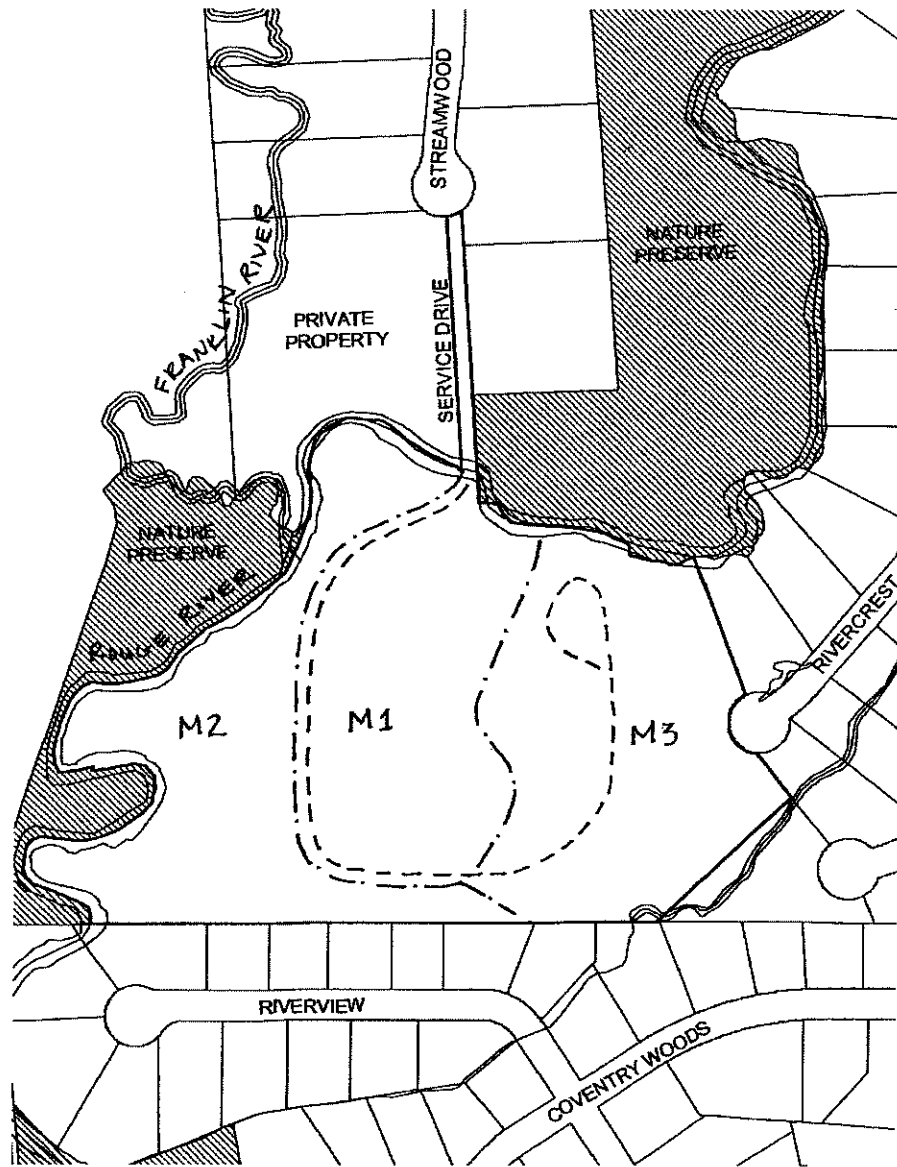 STREAMWOOD
NATURE
PRESERVE
FRANKLIN RIVER
PRIVATE
PROPERTY
SERVICE DRIVE
NATURE
PRESERVE
ROUGE RIVER
RIVERCREST
M2
M1
M3
RIVERVIEW
COVENTRY WOODS